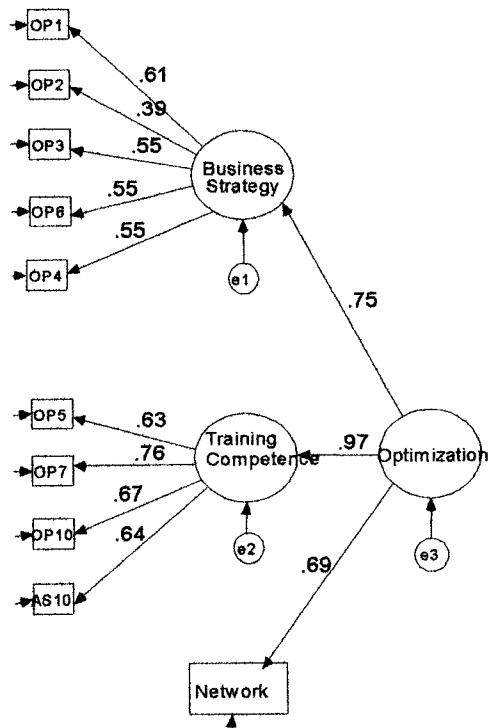 OP1
.61
OP2
.39
OP3
.55
Business
Strategy
OP6
.55
OP4
.55
e1
.75
OP5
.63
Training
Competence
.97
Optimization
OP7
.76
OP10
.67
AS10
.64
e2
e3
.69
Network